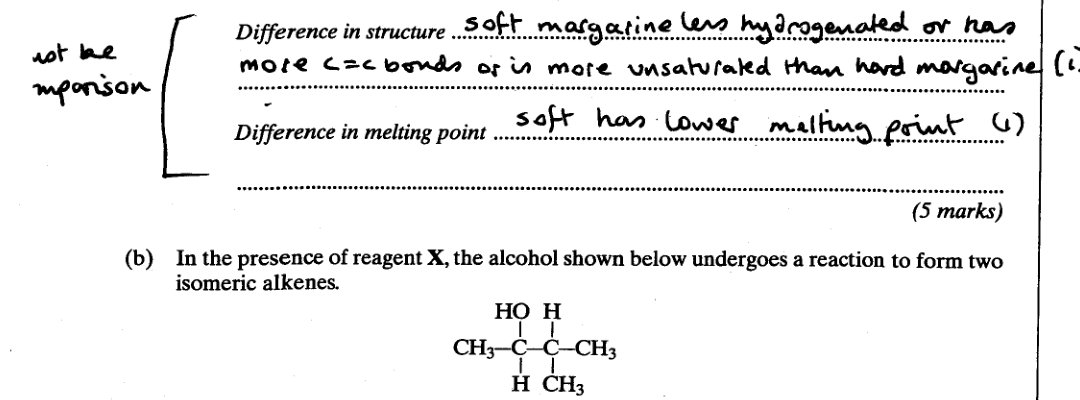 Difference in structure soft margarine less hydrogenated or has
not be
more C=C bonds or is more unsaturated than hard margarine (1)
mparison
Difference in melting point soft has lower melting point (1)
(5 marks)
(b) In the presence of reagent X, the alcohol shown below undergoes a reaction to form two
isomeric alkenes.
HO H
CH3–C–C–CH3
H CH3